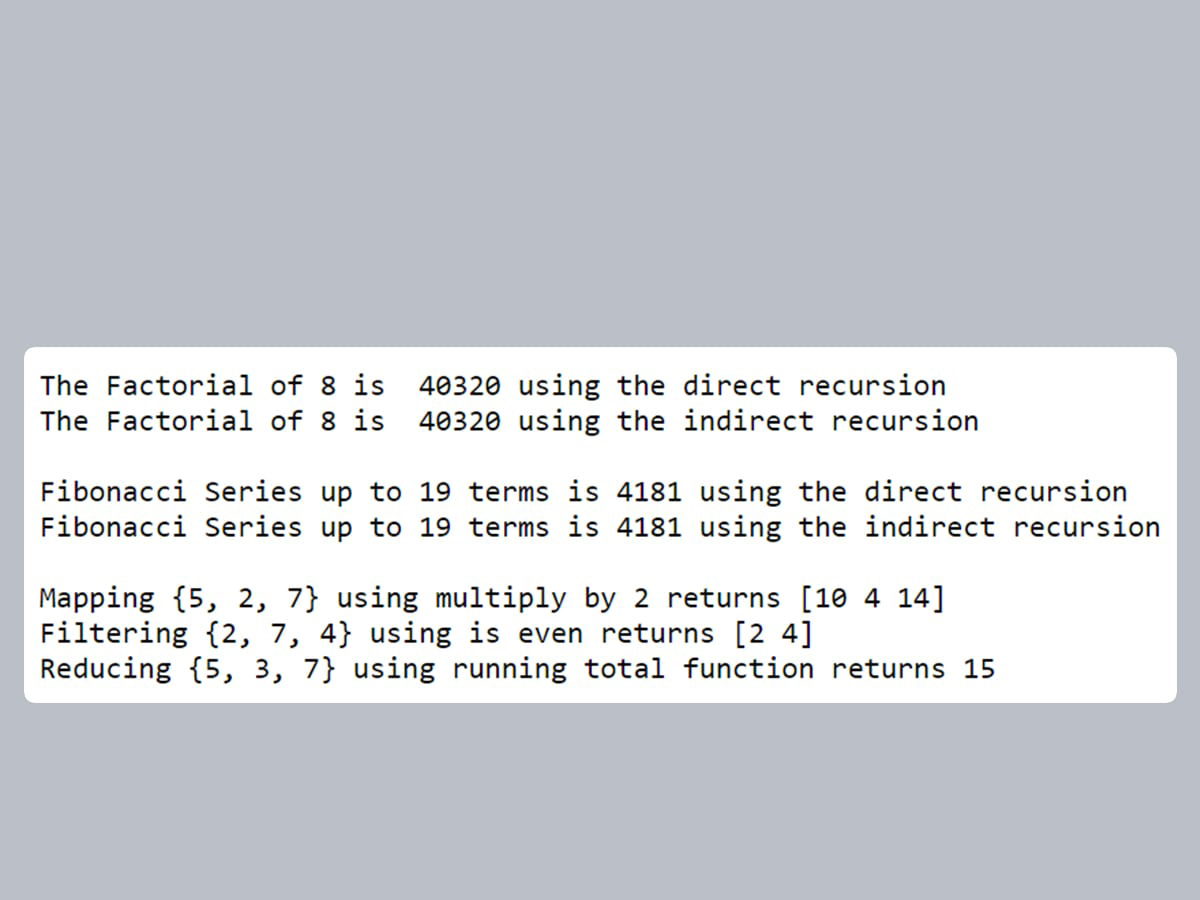 The Factorial of 8 is  40320 using the direct recursion
The Factorial of 8 is  40320 using the indirect recursion
Fibonacci Series up to 19 terms is 4181 using the direct recursion
Fibonacci Series up to 19 terms is 4181 using the indirect recursion
Mapping {5, 2, 7} using multiply by 2 returns [10 4 14]
Filtering {2, 7, 4} using is even returns [2 4]
Reducing {5, 3, 7} using running total function returns 15